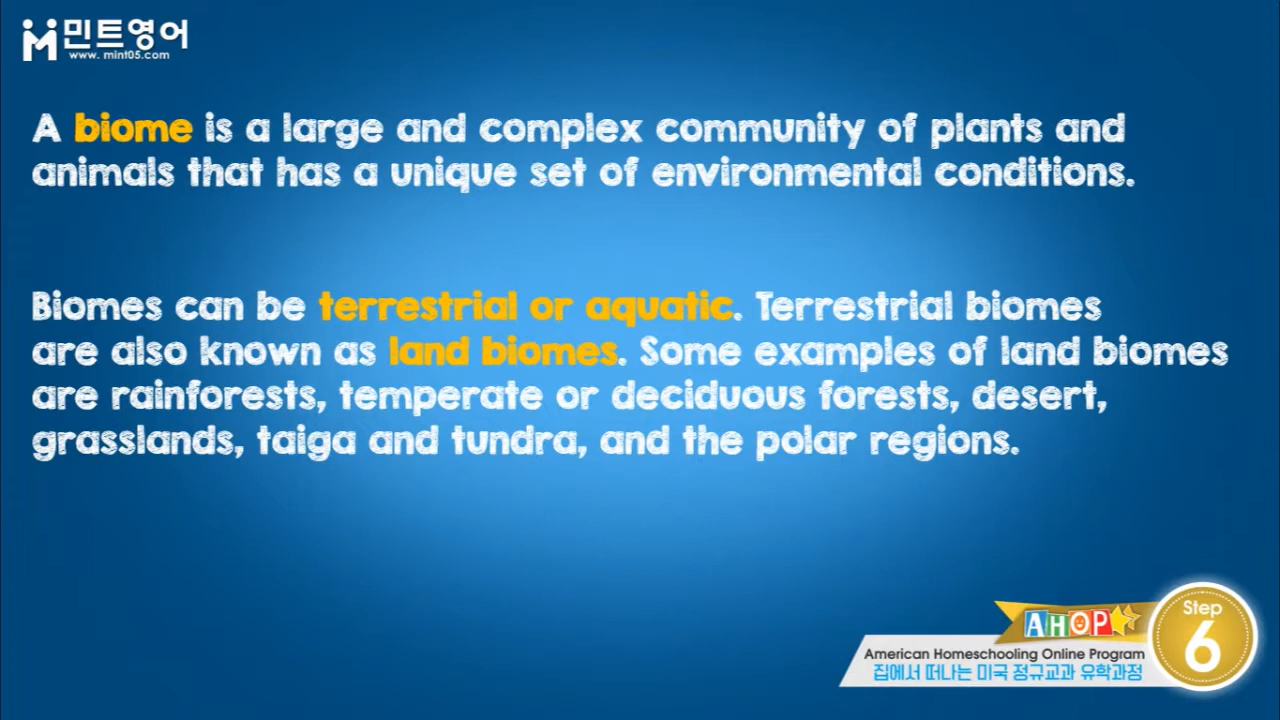 민트영어
www. mint05.com
A biome is a large and complex community of plants and
animals that has a unique set of environmental conditions.
Biomes can be terrestrial or aquatic. Terrestrial biomes
are also known as land biomes. Some examples of land biomes
are rainforests, temperate or deciduous forests, desert,
grasslands, taiga and tundra, and the polar regions.
AHOP
Step
6
American Homeschooling Online Program
집에서 떠나는 미국 정규교과 유학과정